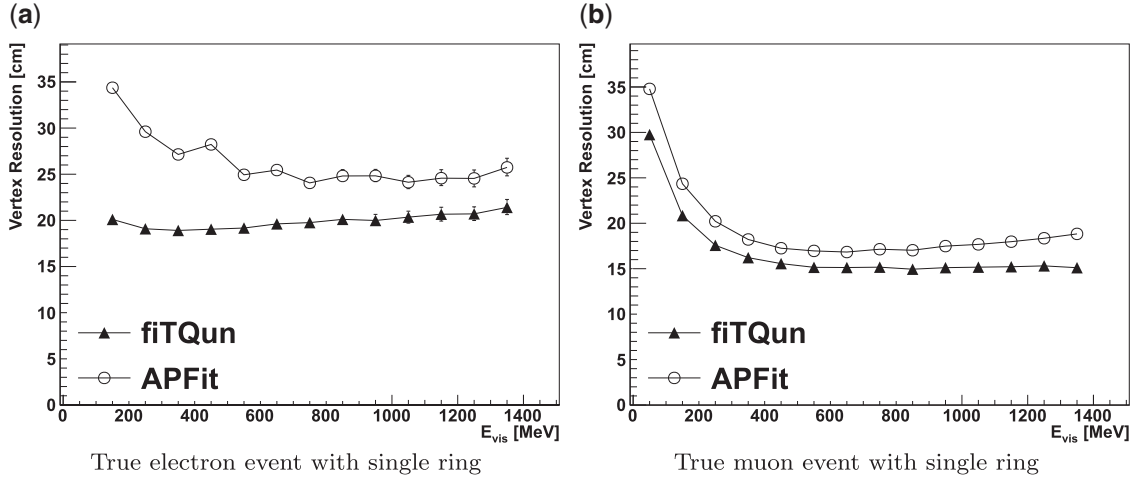 (a)
Vertex Resolution [cm]
35
30
25
20
15
10
5
0
fiTQun
APFit
0 200 400 600 800 1000 1200 1400
E_vis [MeV]
True electron event with single ring
(b)
Vertex Resolution [cm]
35
30
25
20
15
10
5
0
fiTQun
APFit
0 200 400 600 800 1000 1200 1400
E_vis [MeV]
True muon event with single ring